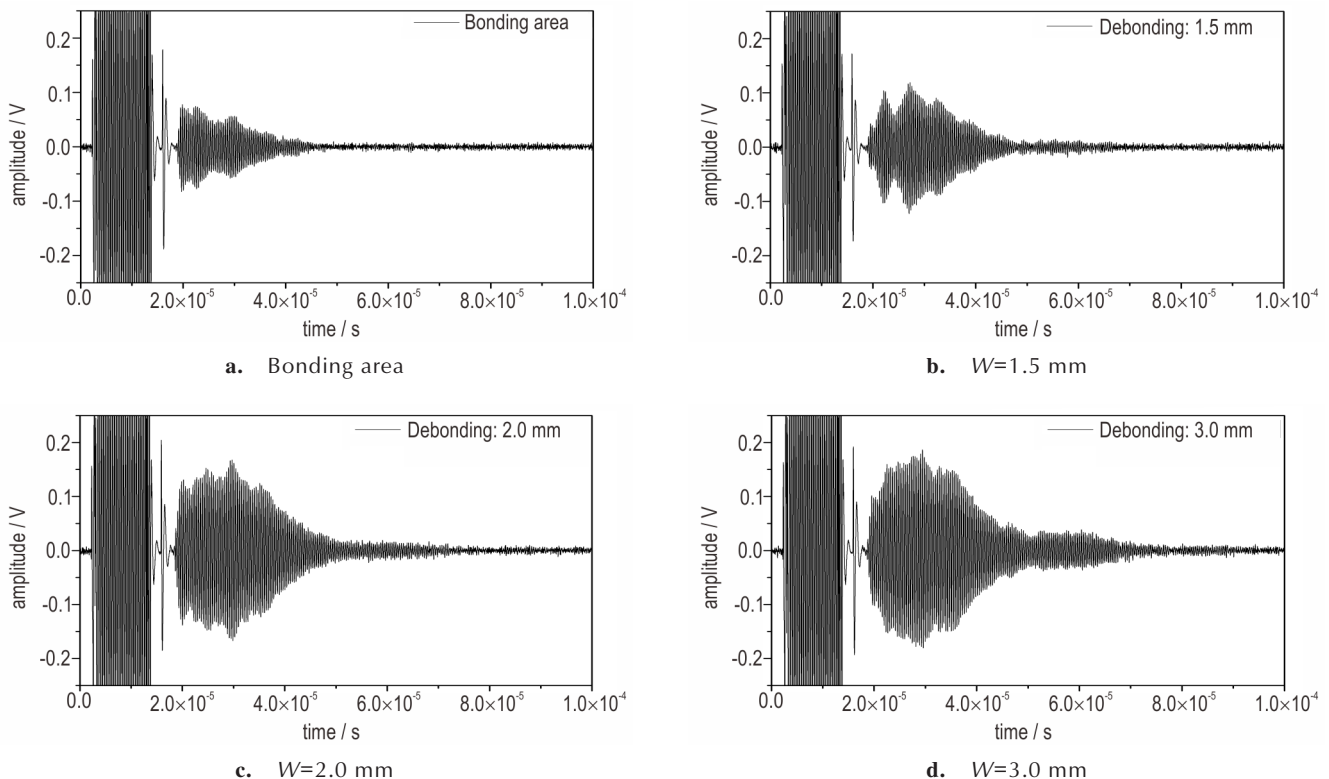 Bonding area
0.2
0.1
0.0
-0.1
-0.2
amplitude / V
0.0 2.0×10⁻⁵ 4.0×10⁻⁵ 6.0×10⁻⁵ 8.0×10⁻⁵ 1.0×10⁻⁴
time / s
a. Bonding area
Debonding: 1.5 mm
0.2
0.1
0.0
-0.1
-0.2
amplitude / V
0.0 2.0×10⁻⁵ 4.0×10⁻⁵ 6.0×10⁻⁵ 8.0×10⁻⁵ 1.0×10⁻⁴
time / s
b. W=1.5 mm
Debonding: 2.0 mm
0.2
0.1
0.0
-0.1
-0.2
amplitude / V
0.0 2.0×10⁻⁵ 4.0×10⁻⁵ 6.0×10⁻⁵ 8.0×10⁻⁵ 1.0×10⁻⁴
time / s
c. W=2.0 mm
Debonding: 3.0 mm
0.2
0.1
0.0
-0.1
-0.2
amplitude / V
0.0 2.0×10⁻⁵ 4.0×10⁻⁵ 6.0×10⁻⁵ 8.0×10⁻⁵ 1.0×10⁻⁴
time / s
d. W=3.0 mm